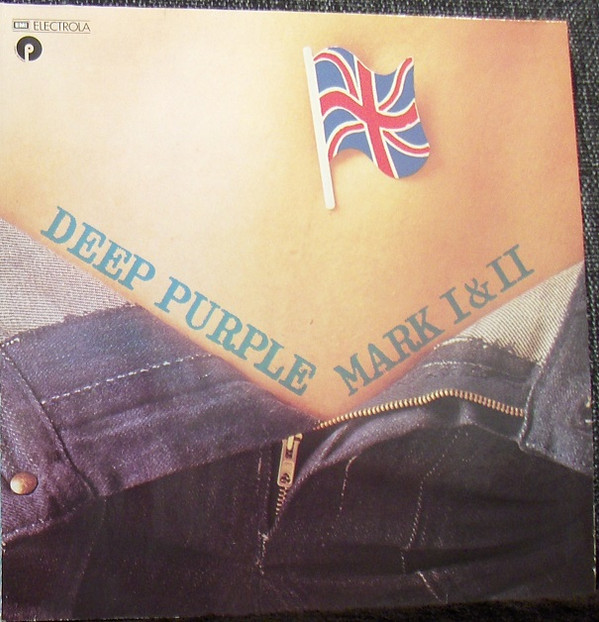 EMI ELECTROLA
P
DEEP PURPLE
MARK I & II